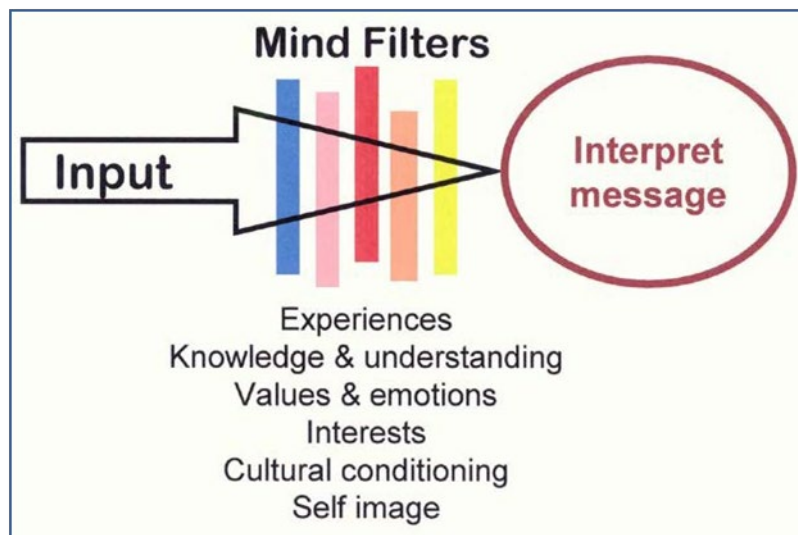 Mind Filters
Input
Interpret
message
Experiences
Knowledge & understanding
Values & emotions
Interests
Cultural conditioning
Self image